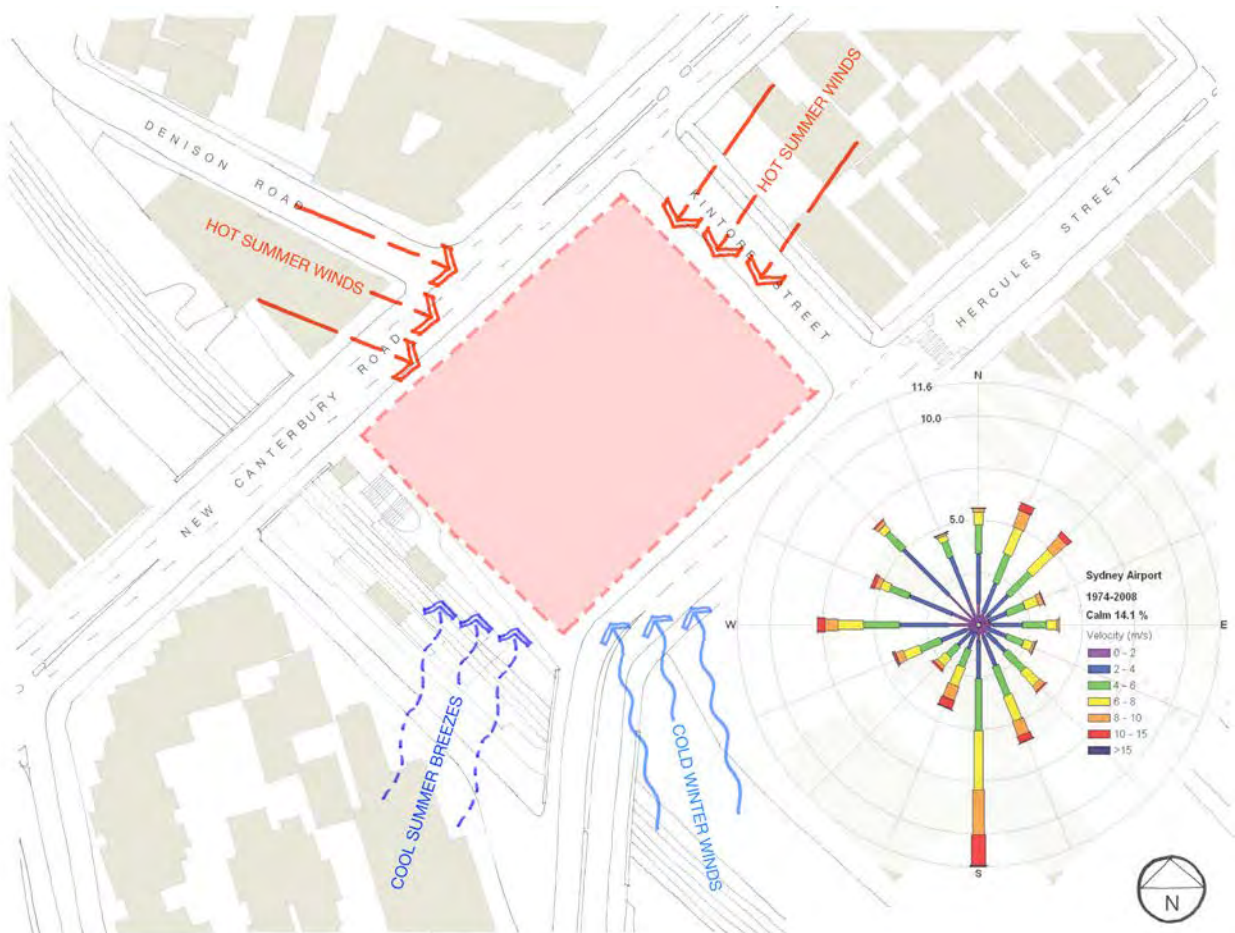 DENISON ROAD
HOT SUMMER WINDS
HOT SUMMER WINDS
KINTORE STREET
HERCULES STREET
NEW CANTERBURY ROAD
COOL SUMMER BREEZES
COLD WINTER WINDS
N
11.6
10.0
5.0
W
E
S
Sydney Airport
1974-2008
Calm 14.1 %
Velocity (m/s)
0 - 2
2 - 4
4 - 6
6 - 8
8 - 10
10 - 15
>15
N